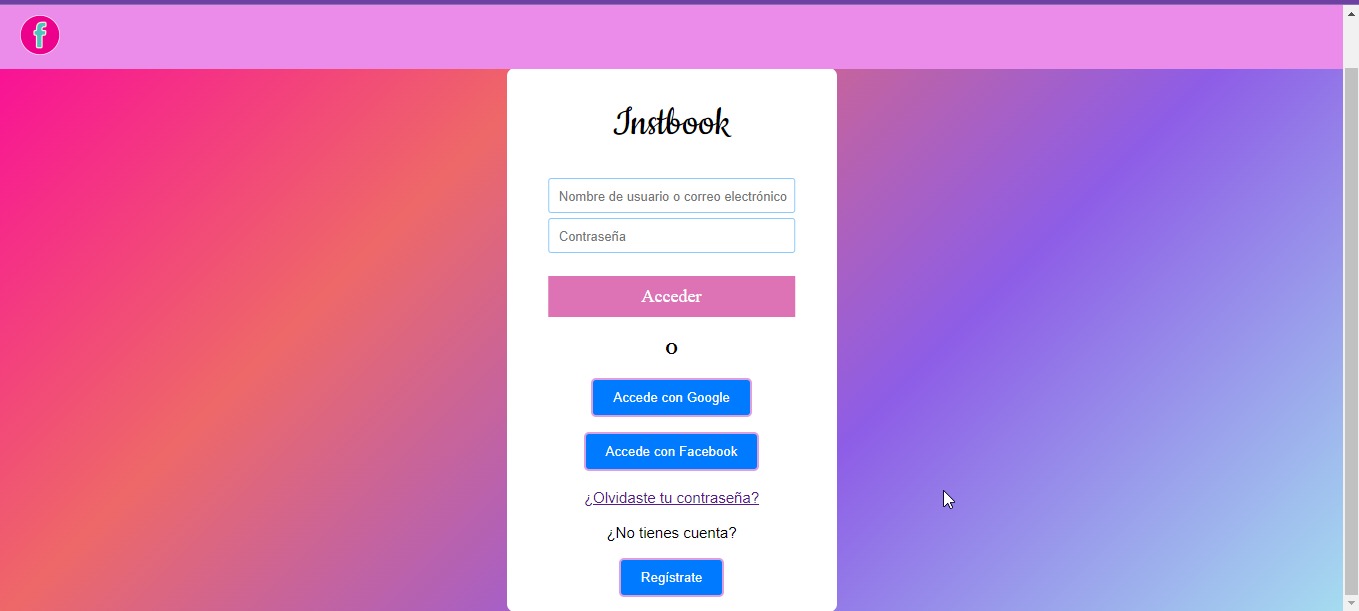 f
Instbook
Nombre de usuario o correo electrónico
Contraseña
Acceder
O
Accede con Google
Accede con Facebook
¿Olvidaste tu contraseña?
¿No tienes cuenta?
Regístrate